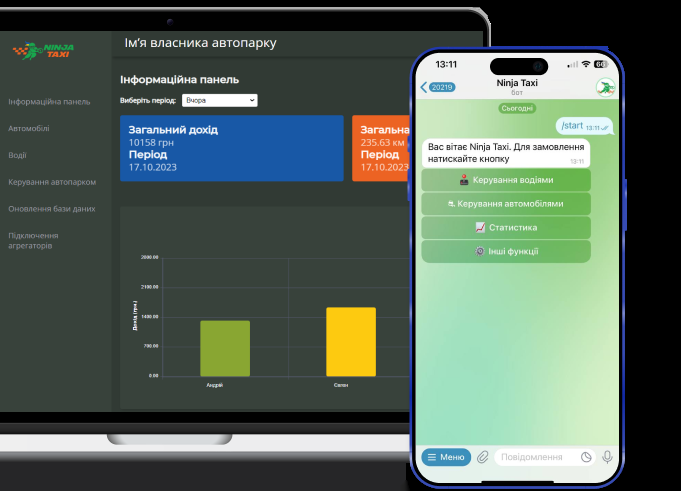 NINJA
TAXI
Ім'я власника автопарку
Інформаційна панель
Автомобілі
Водії
Керування автопарком
Оновлення бази даних
Підключення
агрегаторів
Інформаційна панель
Виберіть період:
Вчора
Загальний дохід
10158 грн
Період
17.10.2023
Загальна
235.63 км
Період
17.10.2023
Дохід (грн.)
2800.00
2100.00
1400.00
700.00
0.00
Андрій
Євген
13:11
20219
Ninja Taxi
бот
Сьогодні
/start 13:11
Вас вітає Ninja Taxi. Для замовлення
натискайте кнопку
13:11
Керування водіями
Керування автомобілями
Статистика
Інші функції
Меню
Повідомлення